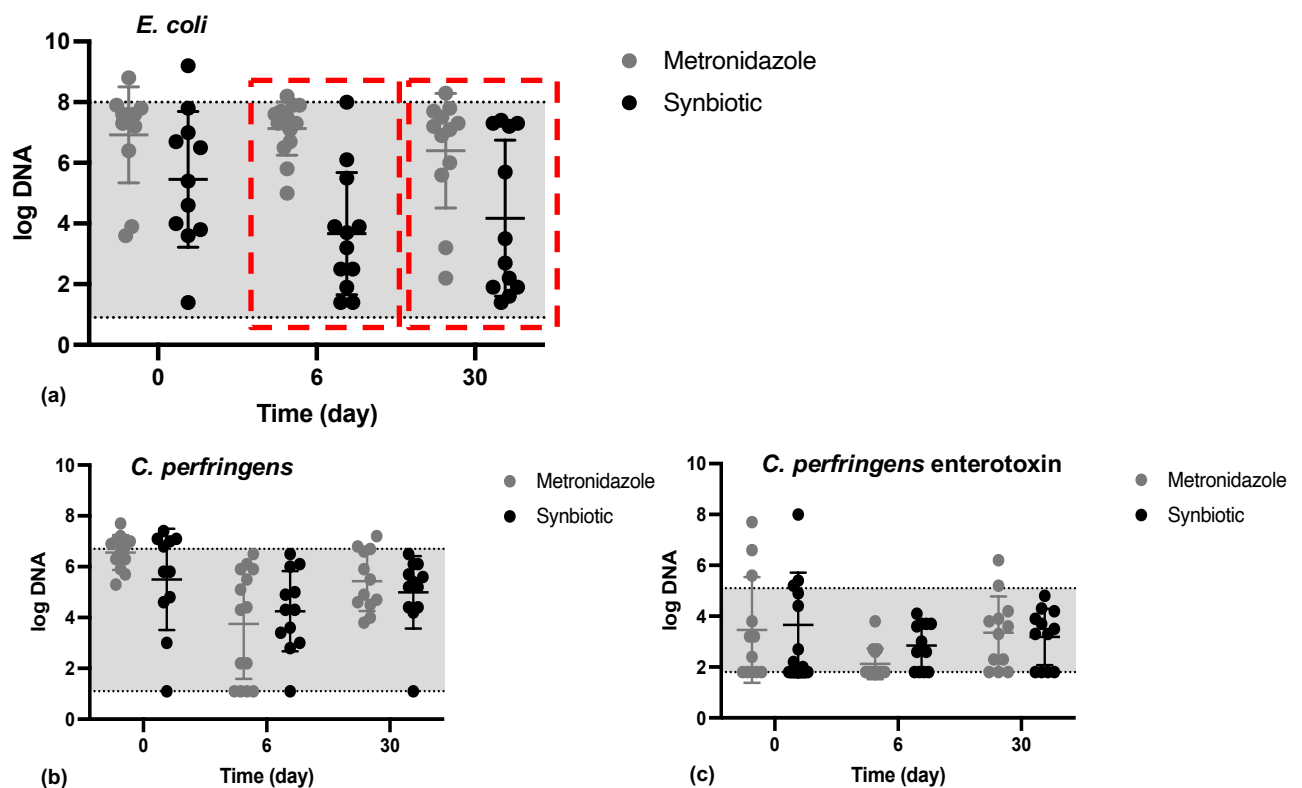 E. coli
Metronidazole
Synbiotic
log DNA
10
8
6
4
2
0
0 6 30
Time (day)
(a)
C. perfringens
Metronidazole
Synbiotic
log DNA
10
8
6
4
2
0
0 6 30
Time (day)
(b)
C. perfringens enterotoxin
Metronidazole
Synbiotic
log DNA
10
8
6
4
2
0
0 6 30
Time (day)
(c)